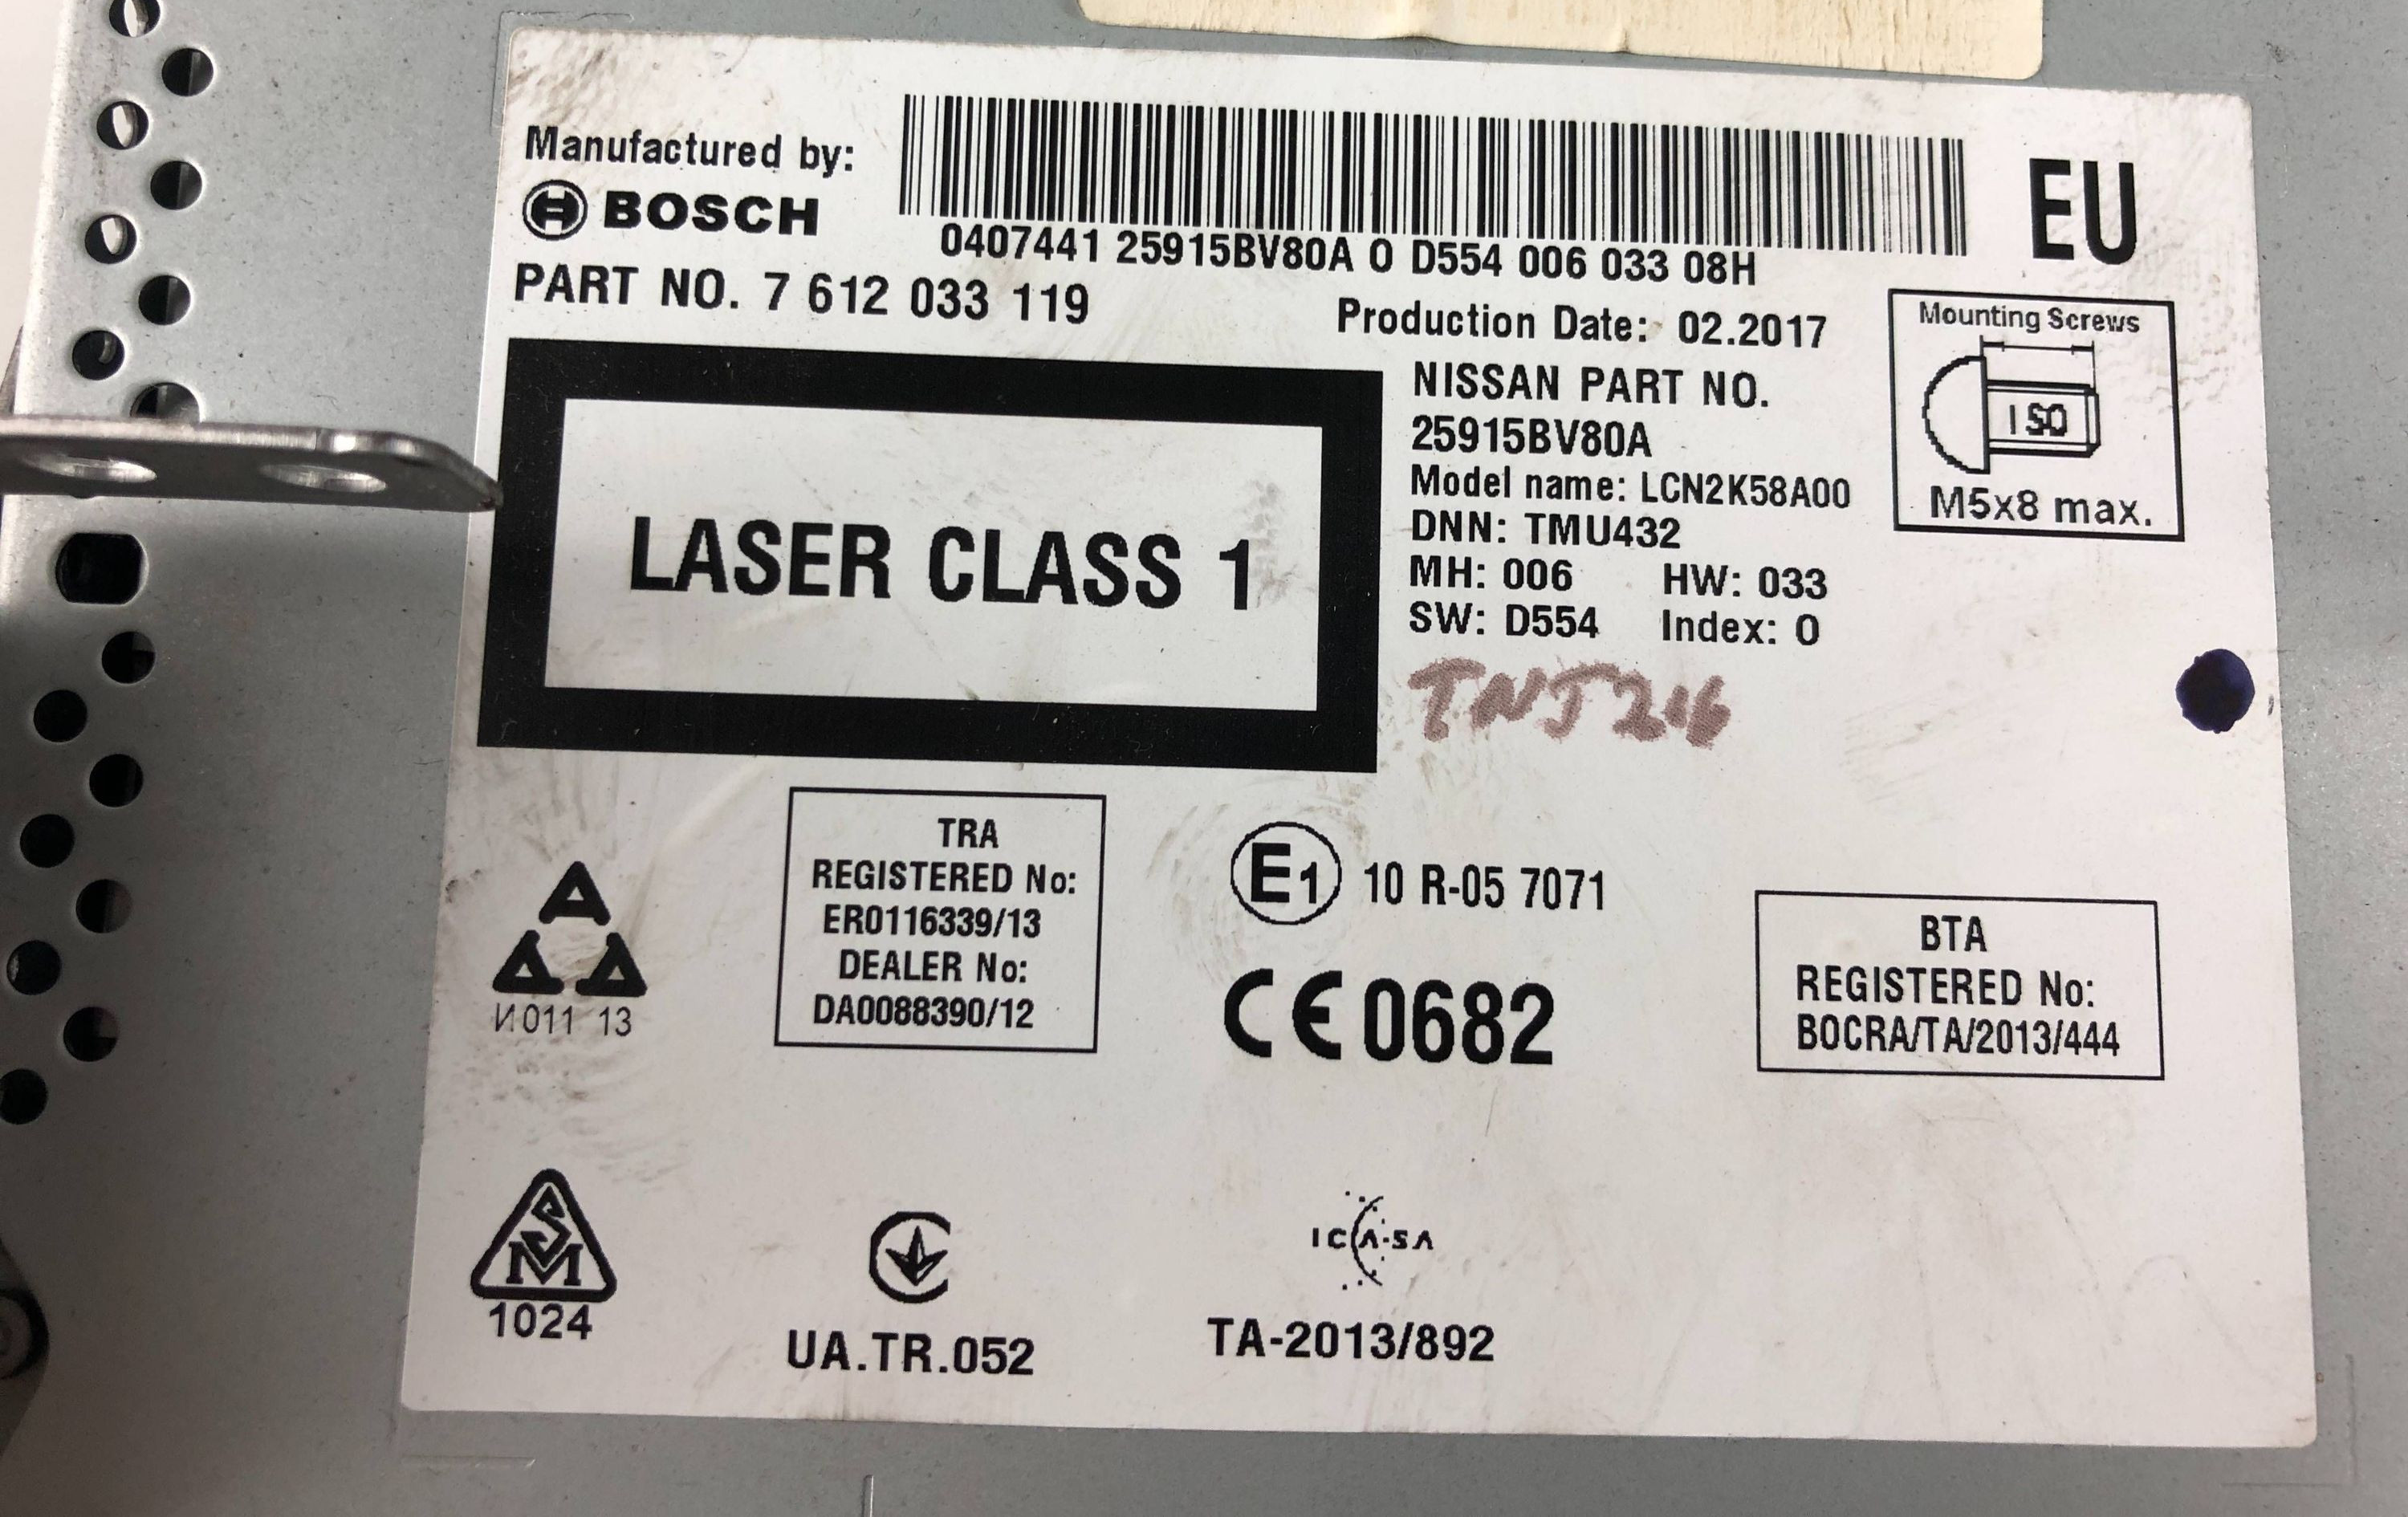 Manufactured by:
BOSCH
0407441 25915BV80A 0 D554 006 033 08H
EU
PART NO. 7 612 033 119
Production Date: 02.2017
Mounting Screws
ISO
M5x8 max.
LASER CLASS 1
NISSAN PART NO.
25915BV80A
Model name: LCN2K58A00
DNN: TMU432
MH: 006 HW: 033
SW: D554 Index: 0
TNJ216
И011 13
TRA
REGISTERED No:
ER0116339/13
DEALER No:
DA0088390/12
E1 10 R-05 7071
CE 0682
BTA
REGISTERED No:
BOCRA/TA/2013/444
SM
1024
UA.TR.052
ICASA
TA-2013/892